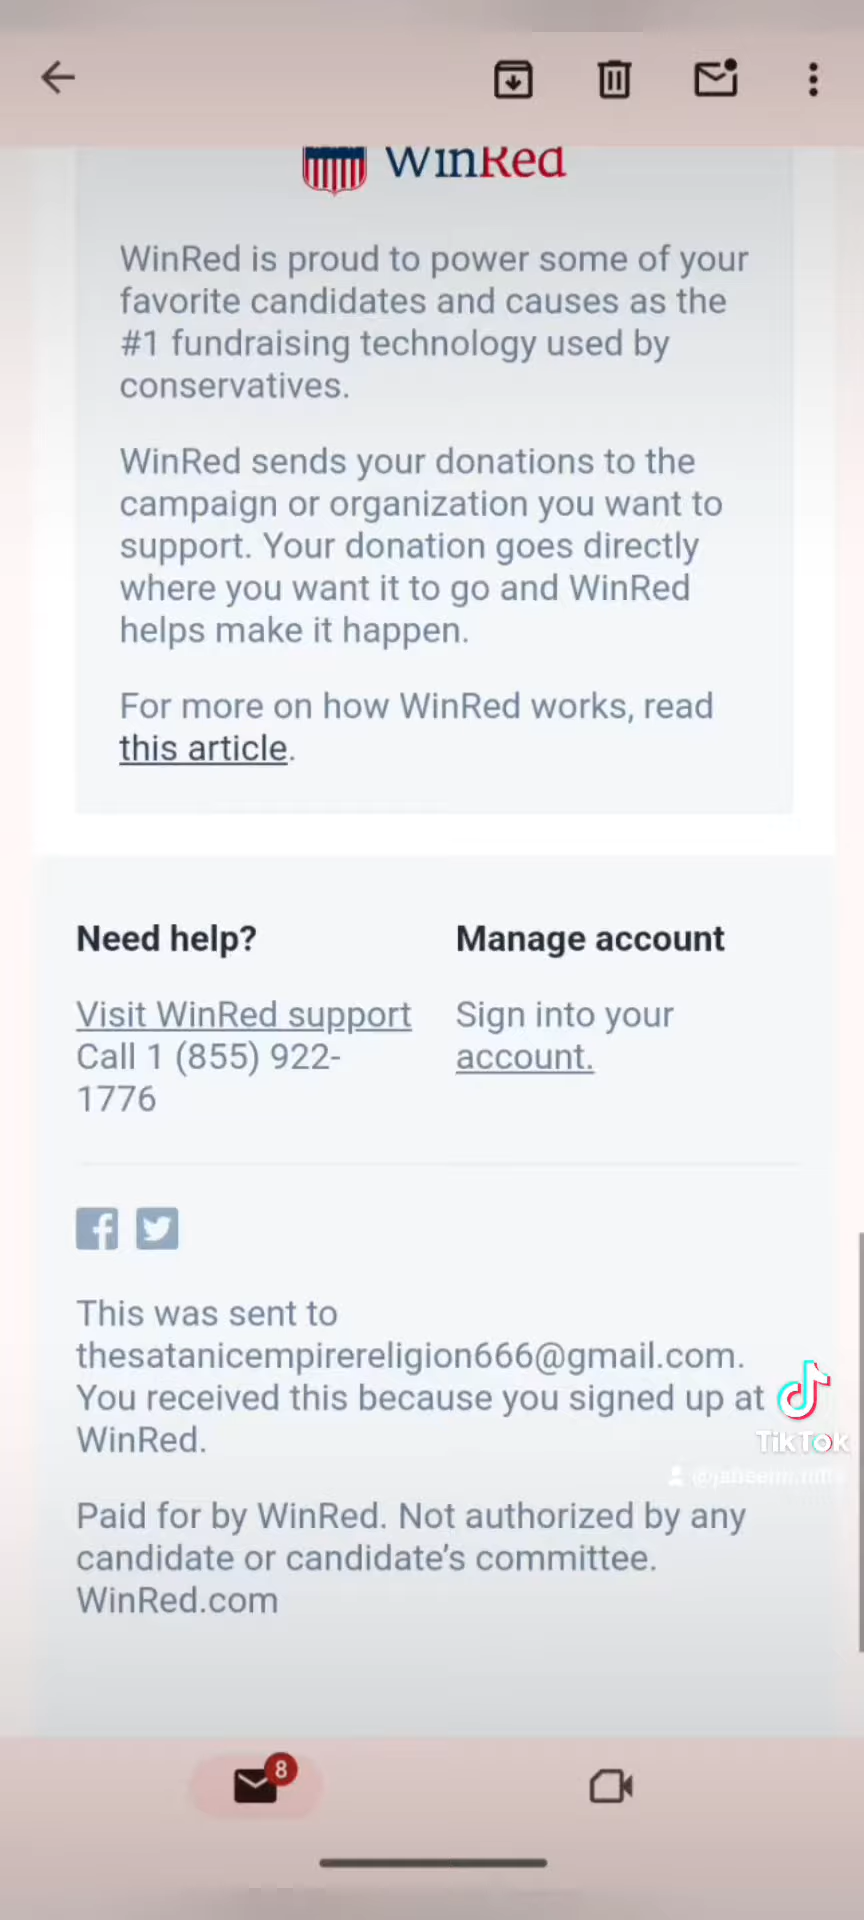 WinRed
WinRed is proud to power some of your
favorite candidates and causes as the
#1 fundraising technology used by
conservatives.
WinRed sends your donations to the
campaign or organization you want to
support. Your donation goes directly
where you want it to go and WinRed
helps make it happen.
For more on how WinRed works, read
this article.
Need help?
Manage account
Visit WinRed support
Call 1 (855) 922-
1776
Sign into your
account.
This was sent to
thesatanicempirereligion666@gmail.com.
You received this because you signed up at
WinRed.
TikTok
Paid for by WinRed. Not authorized by any
candidate or candidate’s committee.
WinRed.com
8